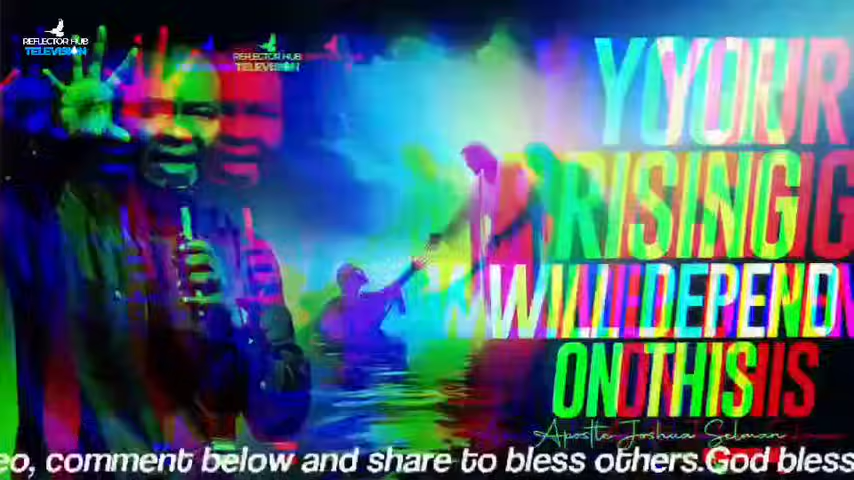 REFLECTOR HUB
TELEVISION
REFLECTOR HUB
TELEVISION
YOUR
RISING
WILL DEPEND
ON THIS
Apostle Joshua Selman
eo, comment below and share to bless others.God bless